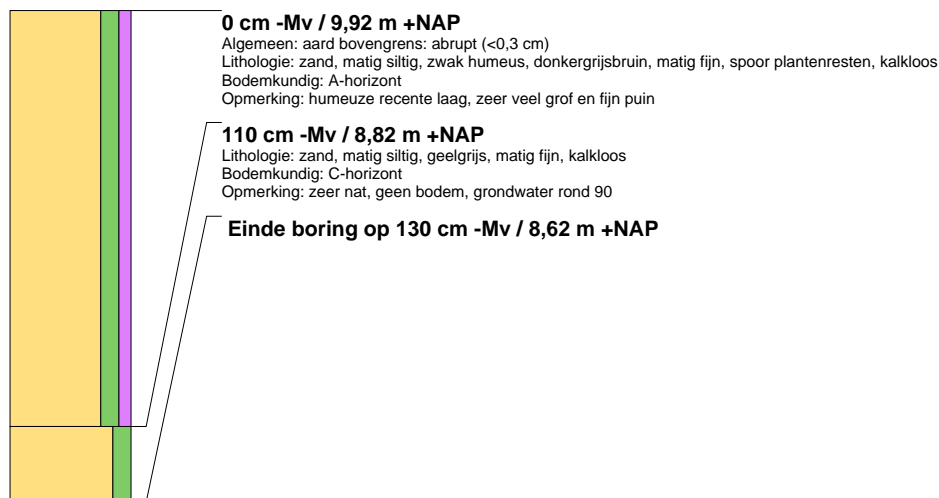 0 cm -Mv / 9,92 m +NAP
Algemeen: aard bovengrens: abrupt (<0,3 cm)
Lithologie: zand, matig siltig, zwak humeus, donkergrijsbruin, matig fijn, spoor plantenresten, kalkloos
Bodemkundig: A-horizont
Opmerking: humeuze recente laag, zeer veel grof en fijn puin
110 cm -Mv / 8,82 m +NAP
Lithologie: zand, matig siltig, geelgrijs, matig fijn, kalkloos
Bodemkundig: C-horizont
Opmerking: zeer nat, geen bodem, grondwater rond 90
Einde boring op 130 cm -Mv / 8,62 m +NAP